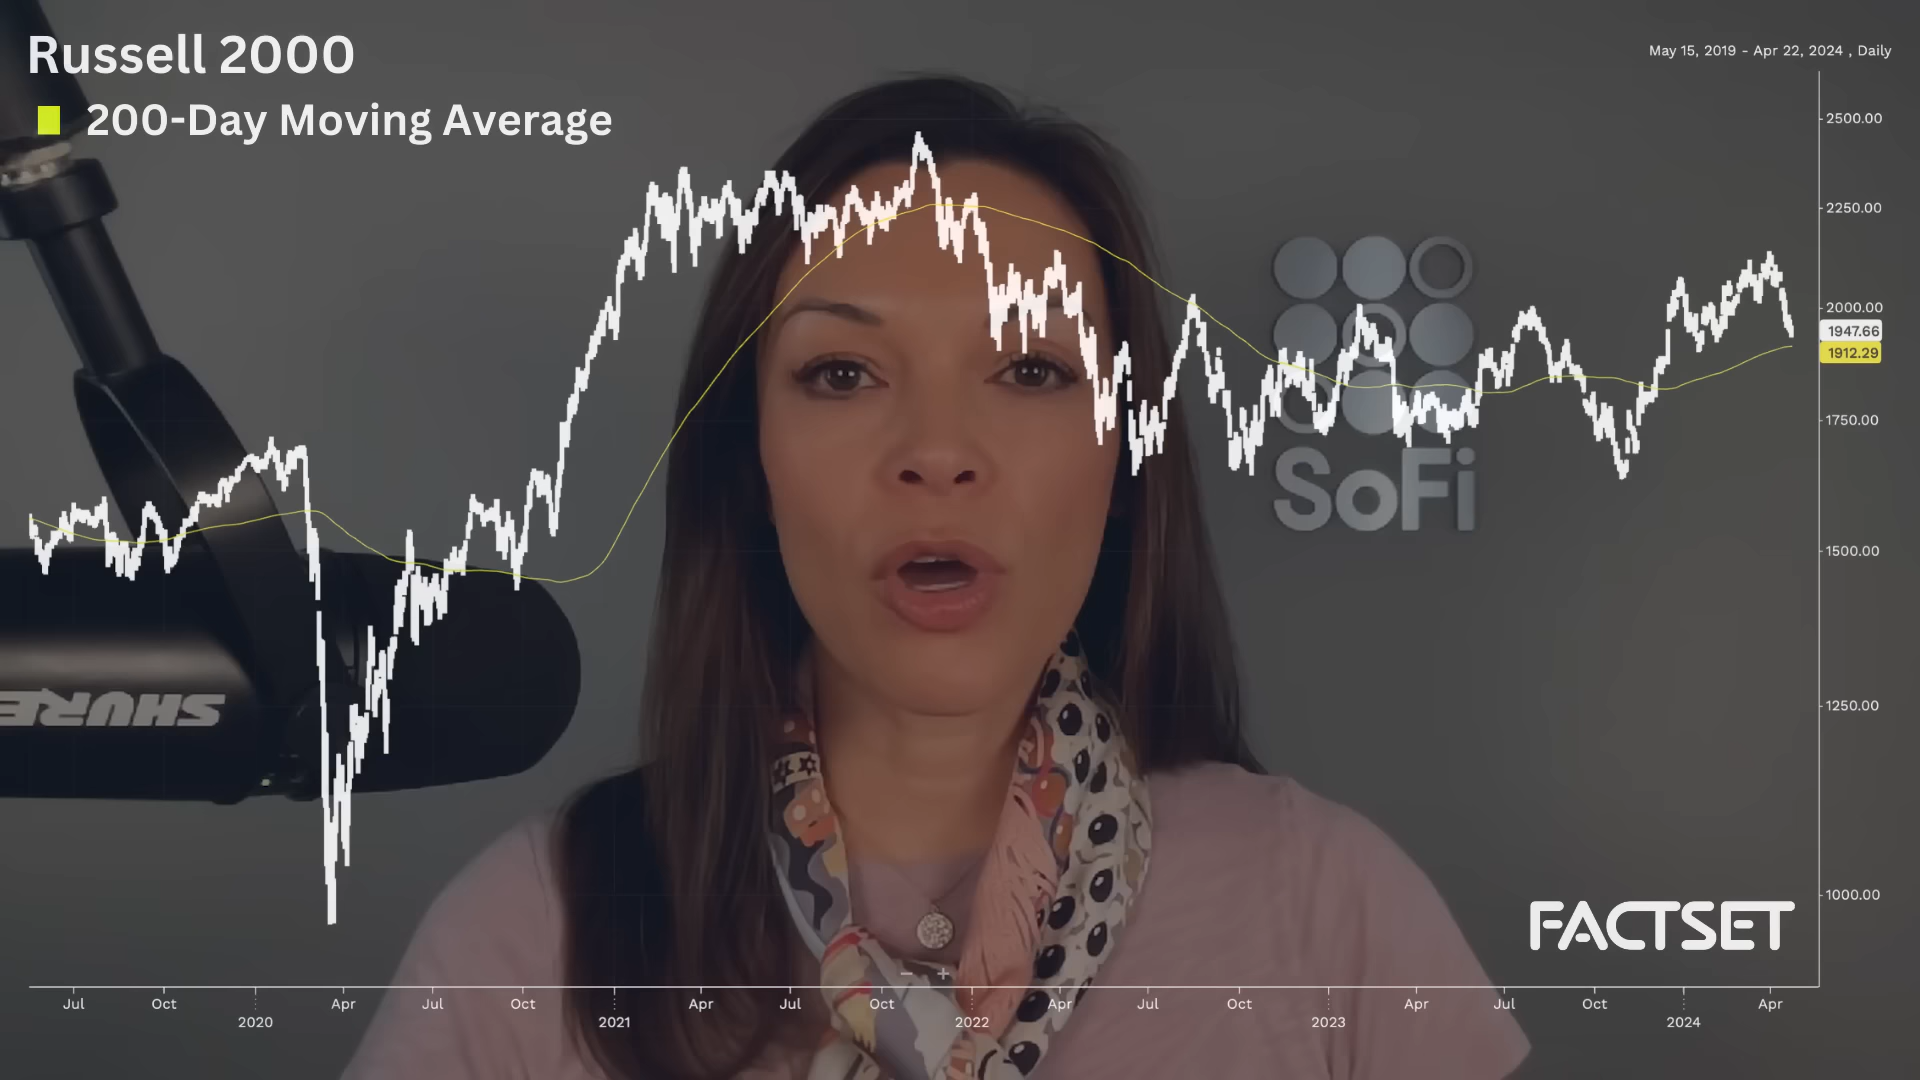 Russell 2000
200-Day Moving Average
May 15, 2019 - Apr 22, 2024 , Daily
2500.00
2250.00
2000.00
1947.66
1912.29
1750.00
1500.00
1250.00
1000.00
SoFi
SHURE
FACTSET
Jul Oct Apr Jul Oct Apr Jul Oct Apr Jul Oct Apr Jul Oct Apr
2020 2021 2022 2023 2024